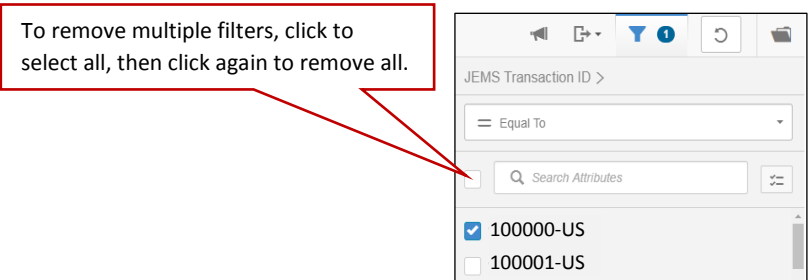 To remove multiple filters, click to
select all, then click again to remove all.
1
JEMS Transaction ID >
= Equal To
Search Attributes
100000-US
100001-US